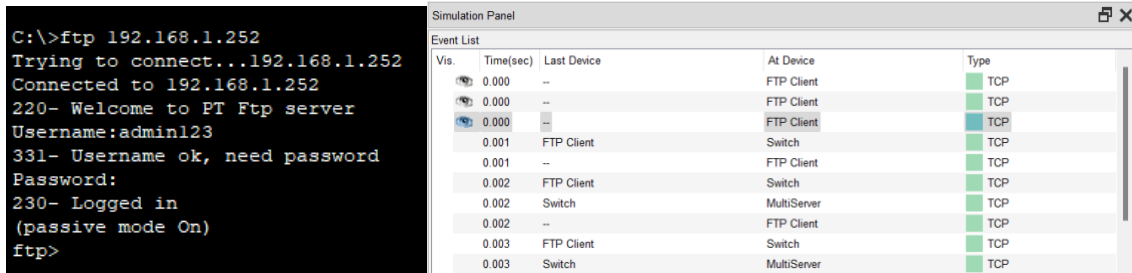 C:\>ftp 192.168.1.252
Trying to connect...192.168.1.252
Connected to 192.168.1.252
220- Welcome to PT Ftp server
Username:admin123
331- Username ok, need password
Password:
230- Logged in
(passive mode On)
ftp>
Simulation Panel
Event List
Vis. Time(sec) Last Device At Device Type
0.000 -- FTP Client TCP
0.000 -- FTP Client TCP
0.000 -- FTP Client TCP
0.001 FTP Client Switch TCP
0.001 -- FTP Client TCP
0.002 FTP Client Switch TCP
0.002 Switch MultiServer TCP
0.002 -- FTP Client TCP
0.003 FTP Client Switch TCP
0.003 Switch MultiServer TCP